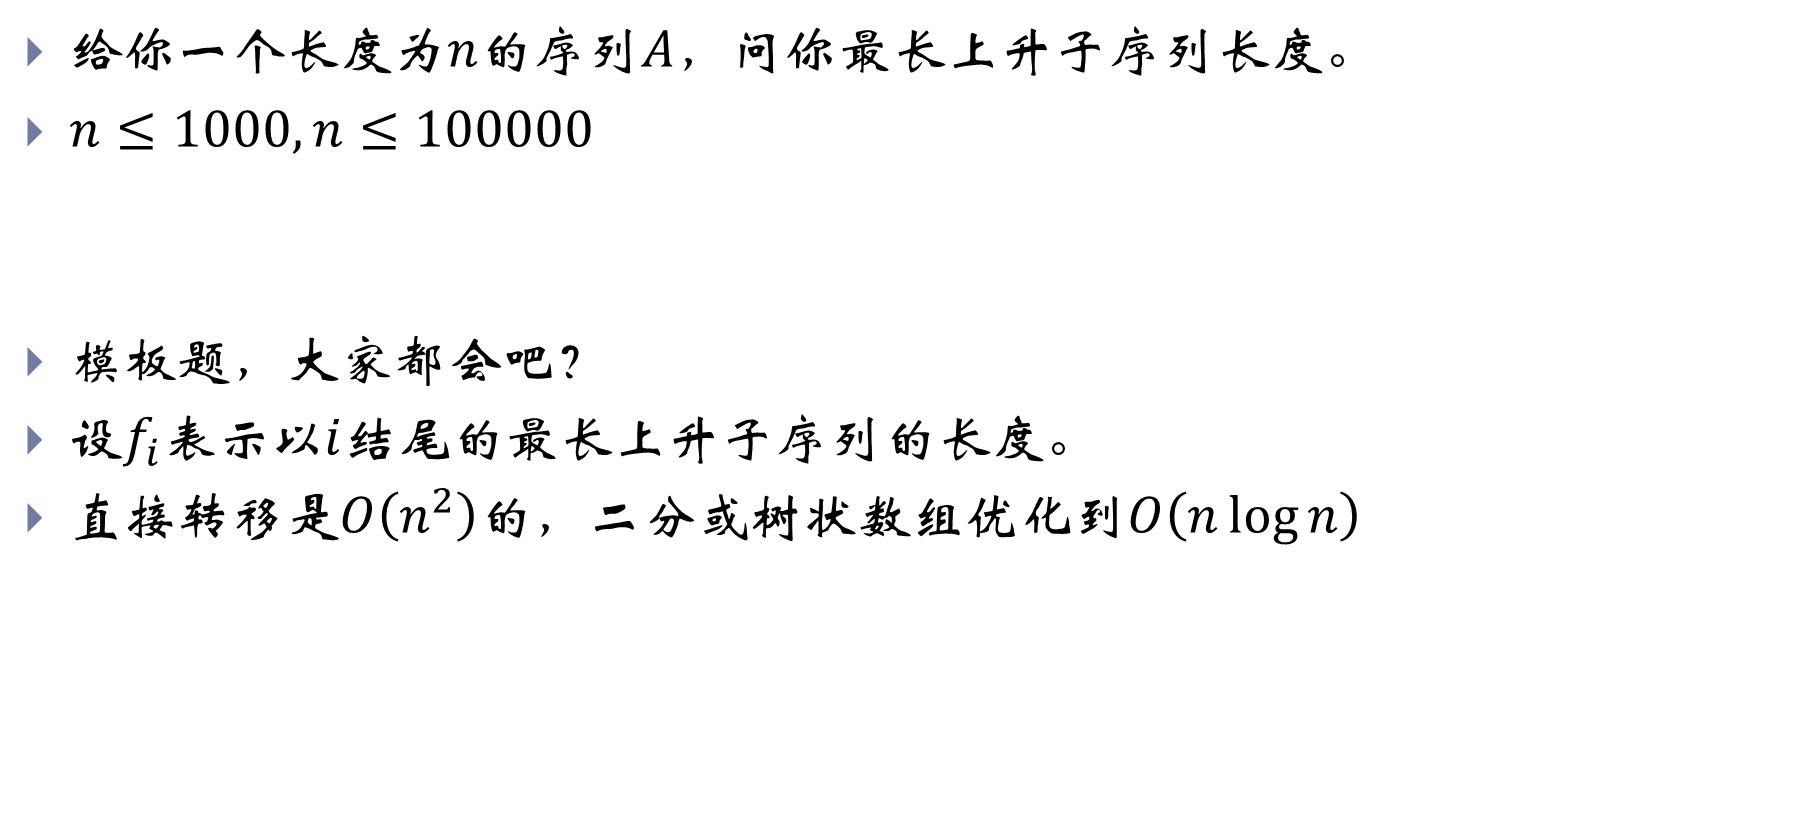 给你一个长度为n的序列A，问你最长上升子序列长度。
n ≤ 1000, n ≤ 100000
模板题，大家都会吧？
设f_i表示以i结尾的最长上升子序列的长度。
直接转移是O(n²)的，二分或树状数组优化到O(n log n)